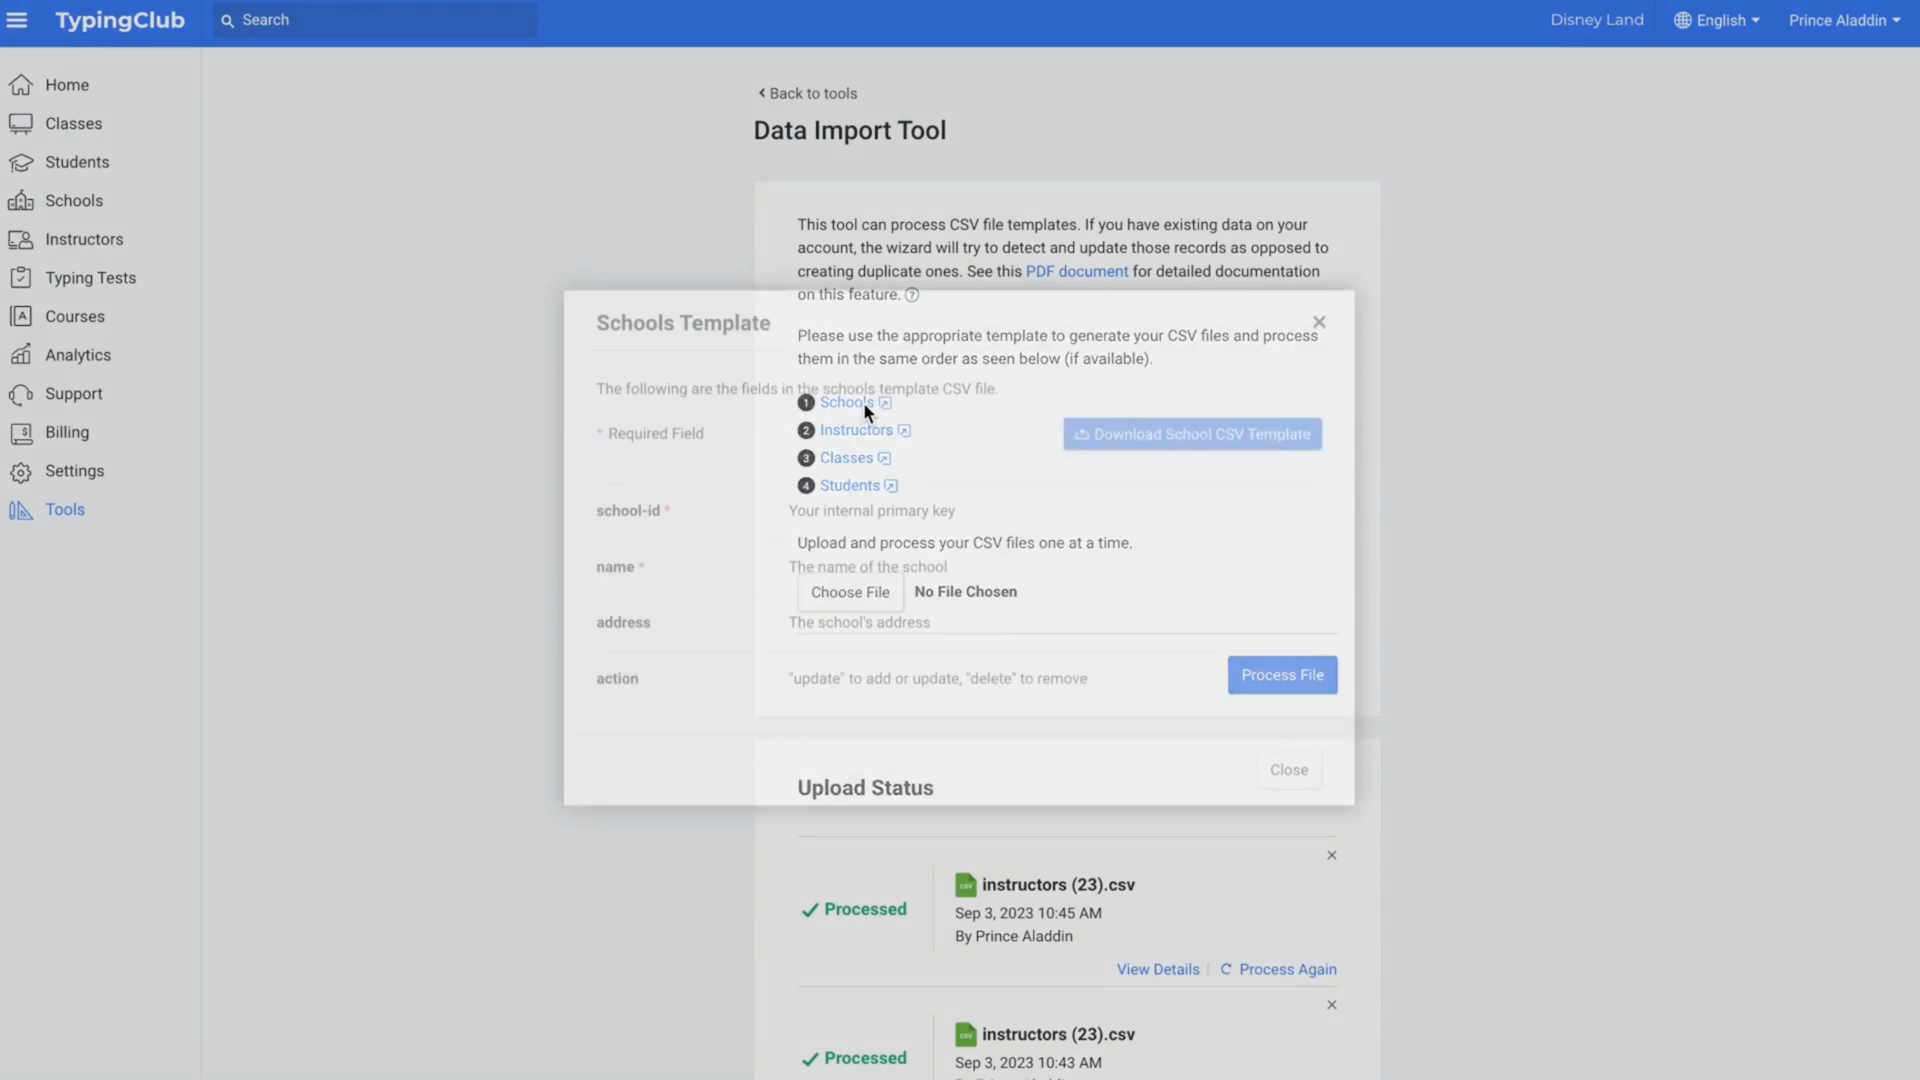 TypingClub
Search
Disney Land
English
Prince Aladdin
Home
Classes
Students
Schools
Instructors
Typing Tests
Courses
Analytics
Support
Billing
Settings
Tools
Back to tools
Data Import Tool
This tool can process CSV file templates. If you have existing data on your
account, the wizard will try to detect and update those records as opposed to
creating duplicate ones. See this PDF document for detailed documentation
on this feature. ?
Please use the appropriate template to generate your CSV files and process
them in the same order as seen below (if available).
1 Schools
2 Instructors
3 Classes
4 Students
Upload and process your CSV files one at a time.
Choose File No File Chosen
Process File
Schools Template
The following are the fields in the schools template CSV file.
* Required Field
Download School CSV Template
school-id * Your internal primary key
name * The name of the school
address The school's address
action "update" to add or update, "delete" to remove
Close
Upload Status
Processed
csv instructors (23).csv
Sep 3, 2023 10:45 AM
By Prince Aladdin
View Details | Process Again
Processed
csv instructors (23).csv
Sep 3, 2023 10:43 AM